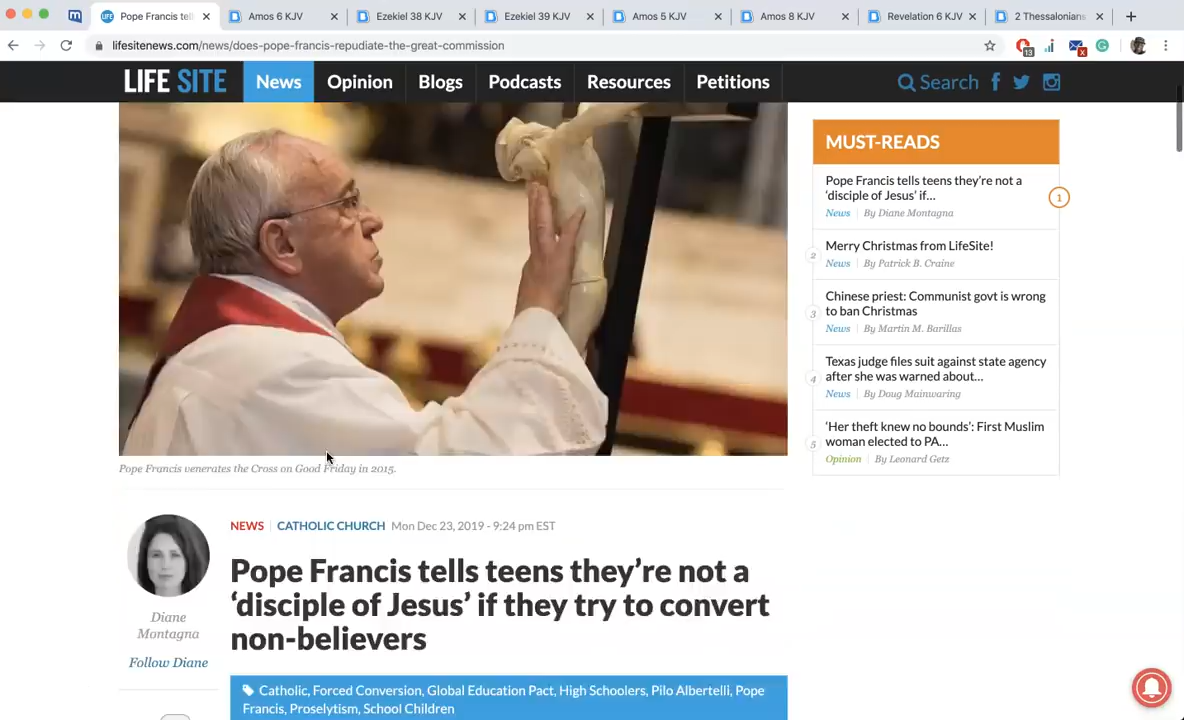 Pope Francis tell
Amos 6 KJV
Ezekiel 38 KJV
Ezekiel 39 KJV
Amos 5 KJV
Amos 8 KJV
Revelation 6 KJV
2 Thessalonians
lifesitenews.com/news/does-pope-francis-repudiate-the-great-commission
13
x
LIFE SITE
News
Opinion
Blogs
Podcasts
Resources
Petitions
Search
MUST-READS
Pope Francis tells teens they're not a
'disciple of Jesus' if...
News | By Diane Montagna
1
Merry Christmas from LifeSite!
2
News | By Patrick B. Craine
Chinese priest: Communist govt is wrong
to ban Christmas
3
News | By Martin M. Barillas
Texas judge files suit against state agency
after she was warned about...
4
News | By Doug Mainwaring
'Her theft knew no bounds': First Muslim
woman elected to PA...
5
Opinion | By Leonard Getz
Pope Francis venerates the Cross on Good Friday in 2015.
NEWS | CATHOLIC CHURCH Mon Dec 23, 2019 - 9:24 pm EST
Pope Francis tells teens they're not a
'disciple of Jesus' if they try to convert
non-believers
Diane
Montagna
Follow Diane
Catholic, Forced Conversion, Global Education Pact, High Schoolers, Pilo Albertelli, Pope
Francis, Proselytism, School Children